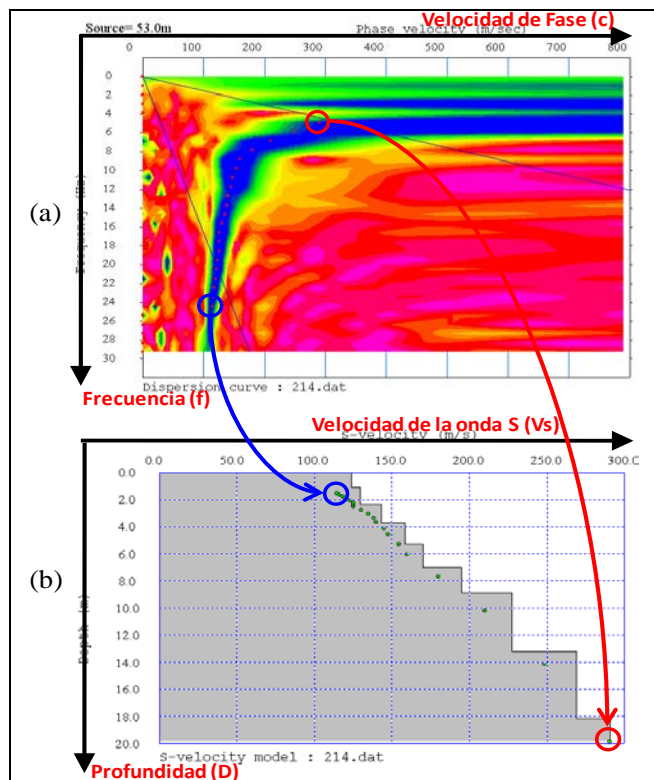 Velocidad de Fase (c)
Source= 53.0m
Phase velocity (m/sec)
0 100 200 300 400 500 600 700 800
0
2
4
6
8
10
12
14
16
18
20
22
24
26
28
30
Frequency (Hz)
(a)
Dispersion curve : 214.dat
Frecuencia (f)
Velocidad de la onda S (Vs)
S-velocity (m/s)
0.0 50.0 100.0 150.0 200.0 250.0 300.0
0.0
2.0
4.0
6.0
8.0
10.0
12.0
14.0
16.0
18.0
20.0
Depth (m)
(b)
S-velocity model : 214.dat
Profundidad (D)